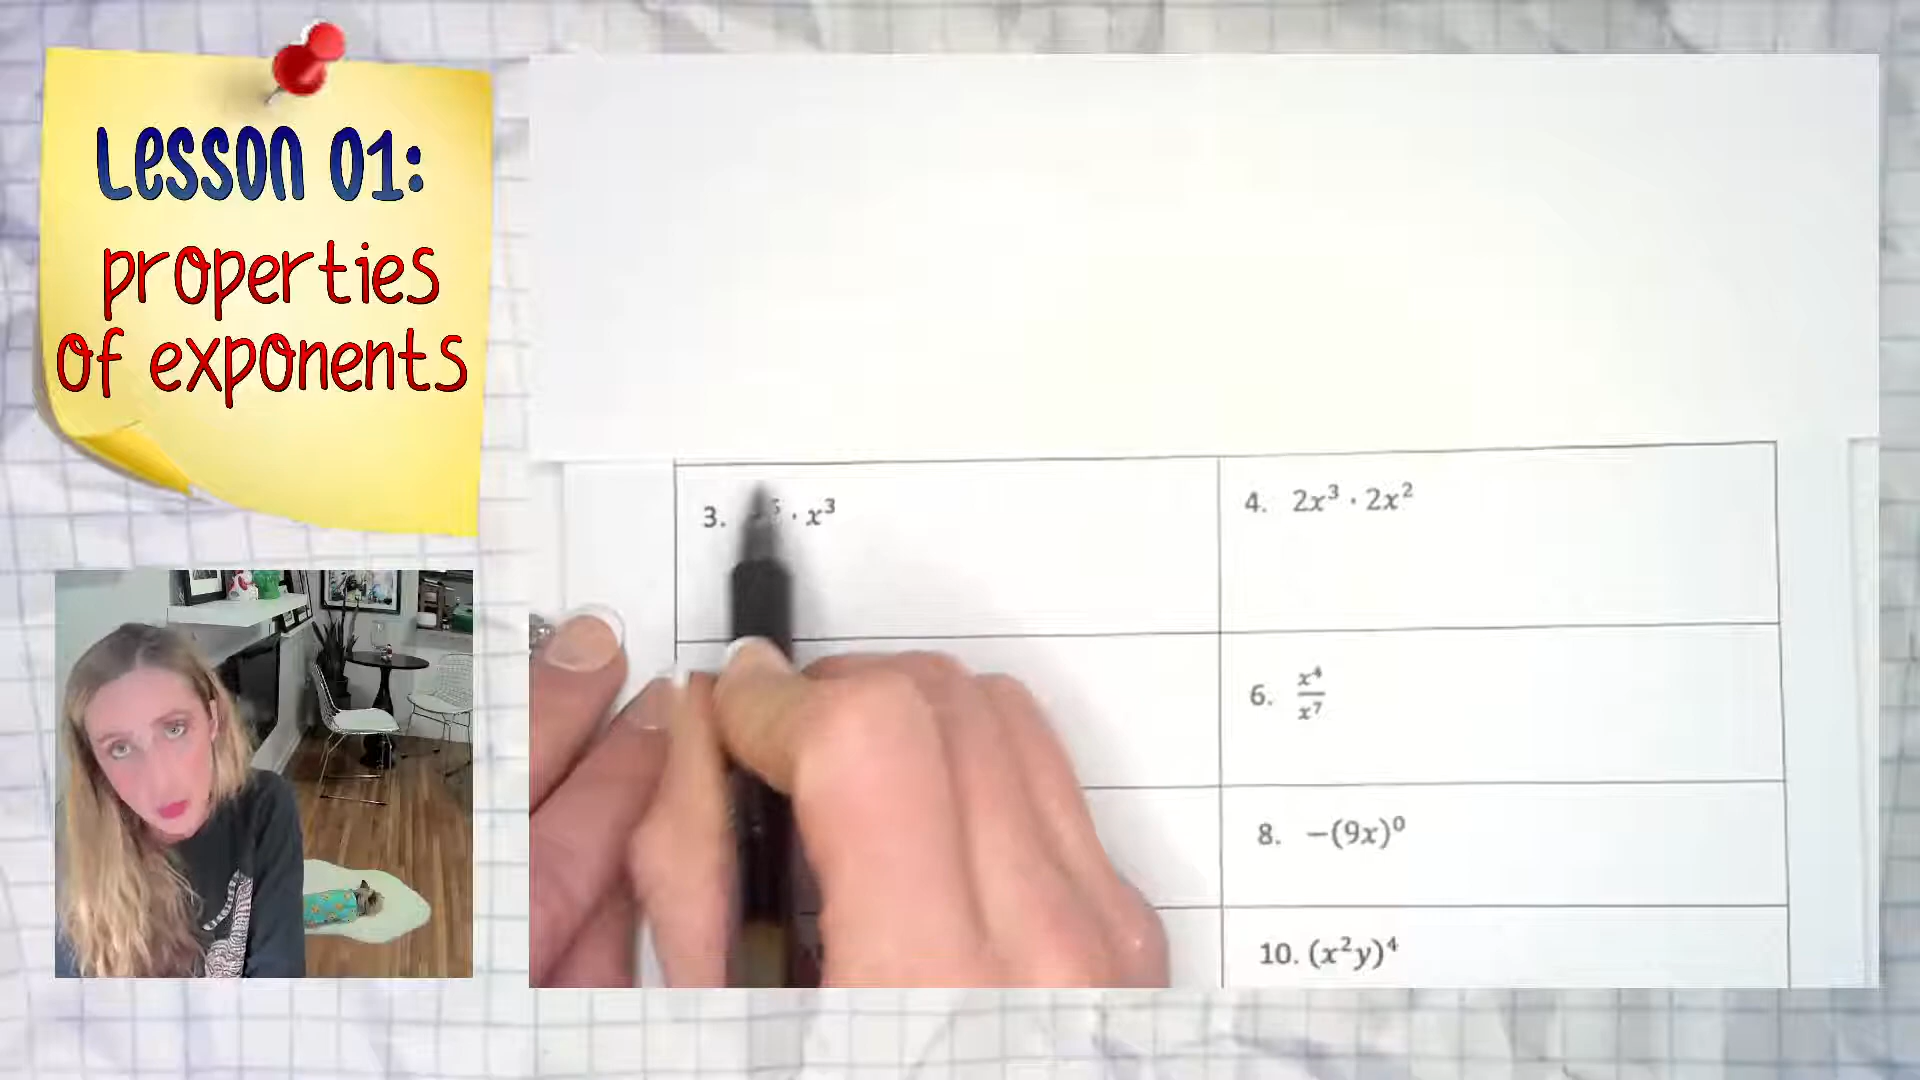 Lesson 01:
properties
of exponents
3. ⁵ · x³
4. 2x³ · 2x²
6. x⁴/x⁷
8. −(9x)⁰
10. (x²y)⁴